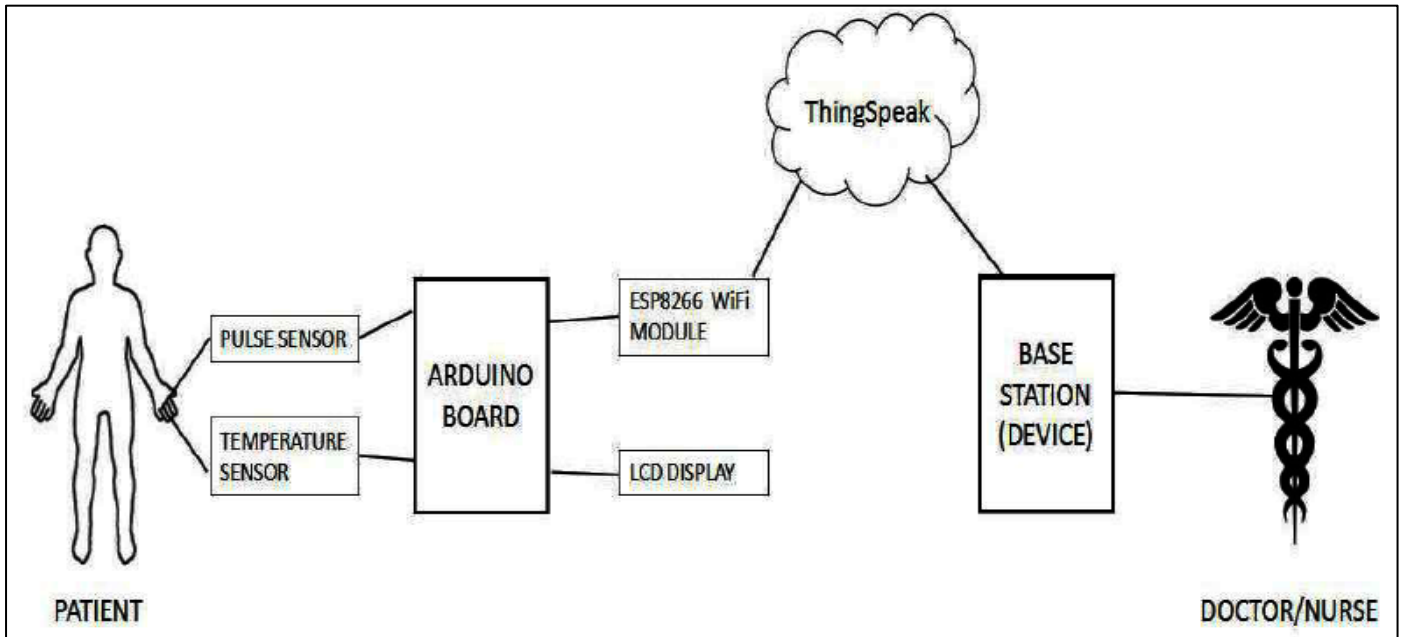 ThingSpeak
PULSE SENSOR
TEMPERATURE
SENSOR
ARDUINO
BOARD
ESP8266 WiFi
MODULE
LCD DISPLAY
BASE
STATION
(DEVICE)
PATIENT
DOCTOR/NURSE